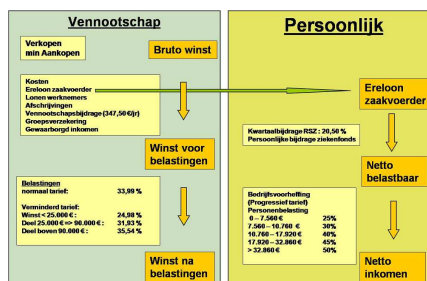 Vennootschap
Verkopen
min Aankopen
Bruto winst
Kosten
Ereloon zaakvoerder
Lonen werknemers
Afschrijvingen
Vennootschapsbijdrage (347,50€/jr)
Groepsverzekering
Gewaarborgd inkomen
Winst voor
belastingen
Belastingen
normaal tarief: 33,99 %
Verminderd tarief:
Winst < 25.000 € : 24,98 %
Deel 25.000 € => 90.000 € : 31,93 %
Deel boven 90.000 € : 35,54 %
Winst na
belastingen
Persoonlijk
Ereloon
zaakvoerder
Kwartaalbijdrage RSZ : 20,50 %
Persoonlijke bijdrage ziekenfonds
Netto
belastbaar
Bedrijfsvoorheffing
(Progressief tarief)
Personenbelasting
0 – 7.560 € 25%
7.560 – 10.760 € 30%
10.760 – 17.920 € 40%
17.920 – 32.860 € 45%
> 32.860 € 50%
Netto
inkomen